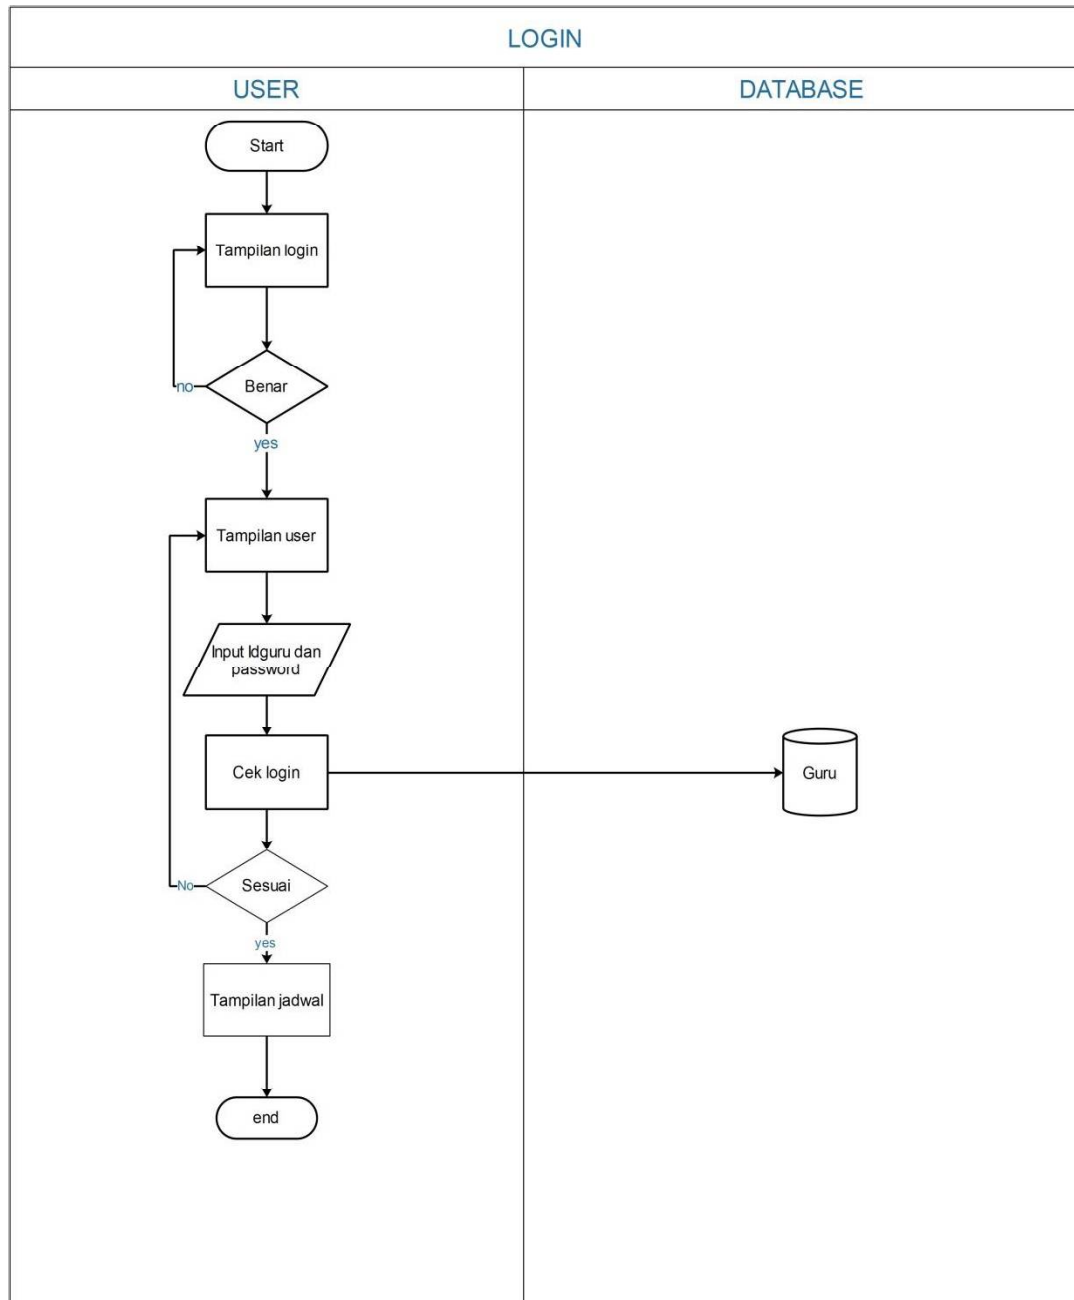 LOGIN
USER
DATABASE
Start
Tampilan login
no
Benar
yes
Tampilan user
Input Idguru dan
password
Cek login
Guru
No
Sesuai
yes
Tampilan jadwal
end